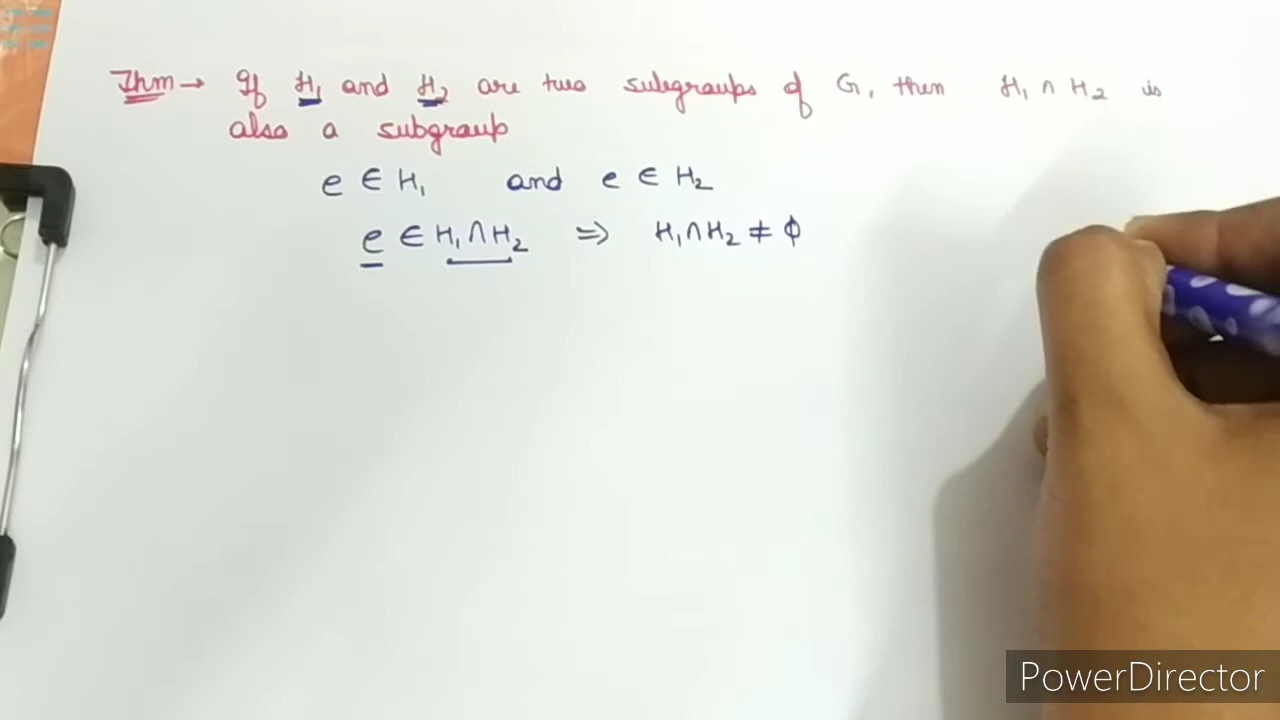 Thm → If H₁ and H₂ are two subgroups of G, then H₁ ∩ H₂ is
also a subgroup
e ∈ H₁ and e ∈ H₂
e ∈ H₁ ∩ H₂ ⇒ H₁ ∩ H₂ ≠ ϕ
PowerDirector